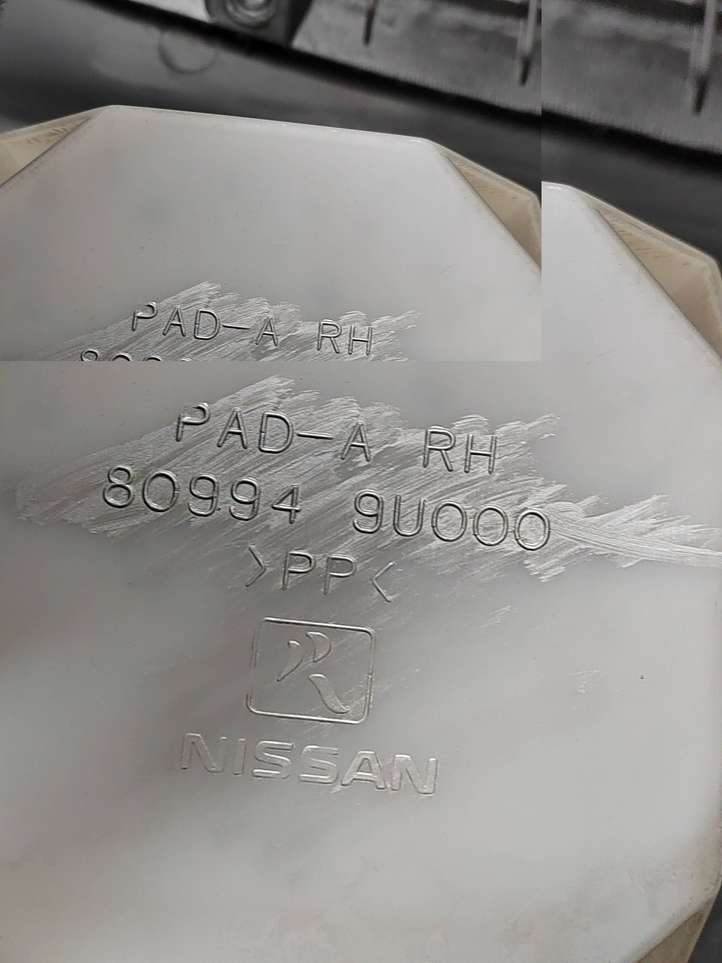 PAD-A RH
PAD-A RH
80994 9U000
>PP<
NISSAN